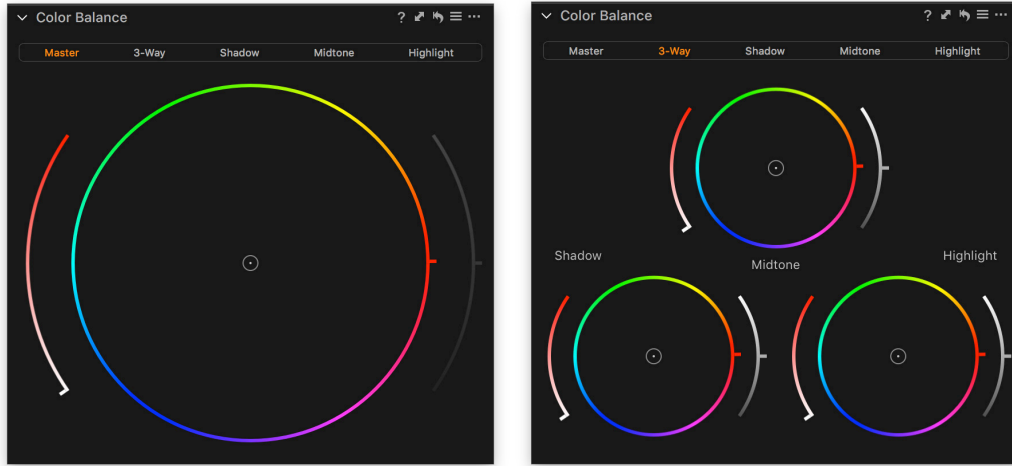 Color Balance ?
Master 3-Way Shadow Midtone Highlight
Color Balance ?
Master 3-Way Shadow Midtone Highlight
Shadow Midtone Highlight